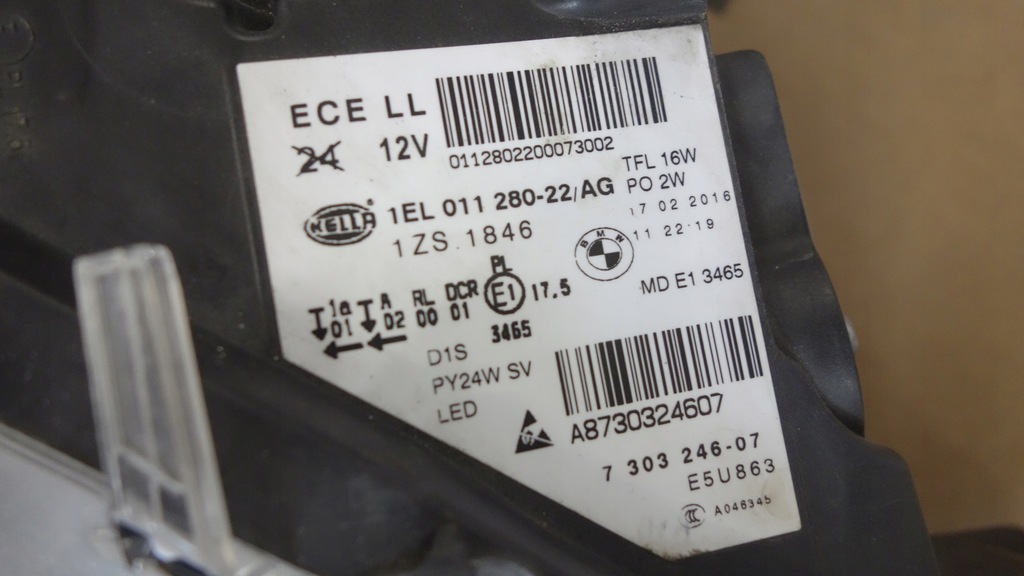 ECE LL
24 12V
0112802200073002
TFL 16W
PO 2W
HELLA
1EL 011 280-22/AG
17 02 2016
1ZS.1846
BMW
11 22:19
MD E1 3465
PL
1a A RL DCR E1 17.5
01 02 00 01
3465
D1S
PY24W SV
LED
A8730324607
7 303 246-07
E5U863
A046345